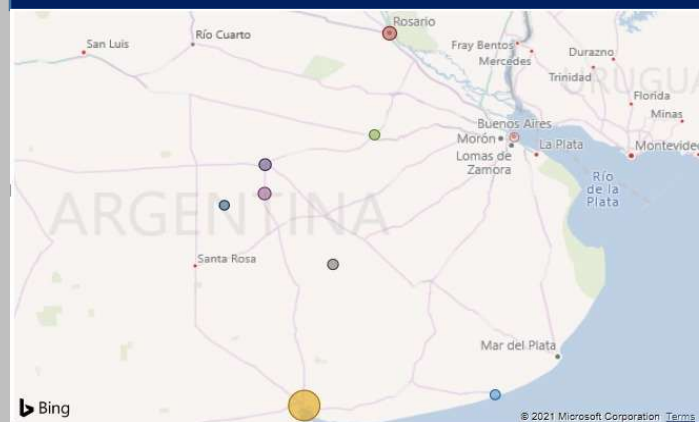 Rosario
San Luis
Río Cuarto
Fray Bentos
Mercedes
Durazno
Trinidad
URUGUA
Florida
Minas
Buenos Aires
Morón
La Plata
Montevideo
Lomas de
Zamora
Río
de la
Plata
ARGENTINA
Santa Rosa
Mar del Plata
Bing
© 2021 Microsoft Corporation Terms